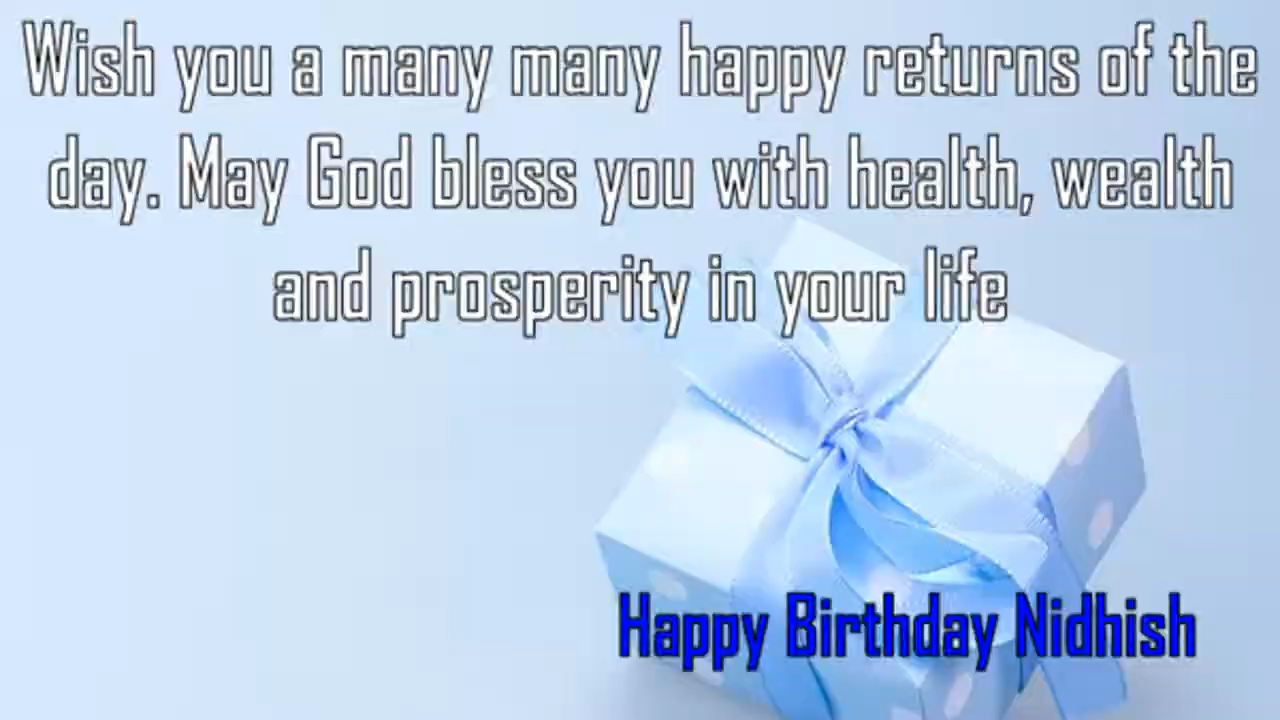 Wish you a many many happy returns of the
day. May God bless you with health, wealth
and prosperity in your life
Happy Birthday Nidhish